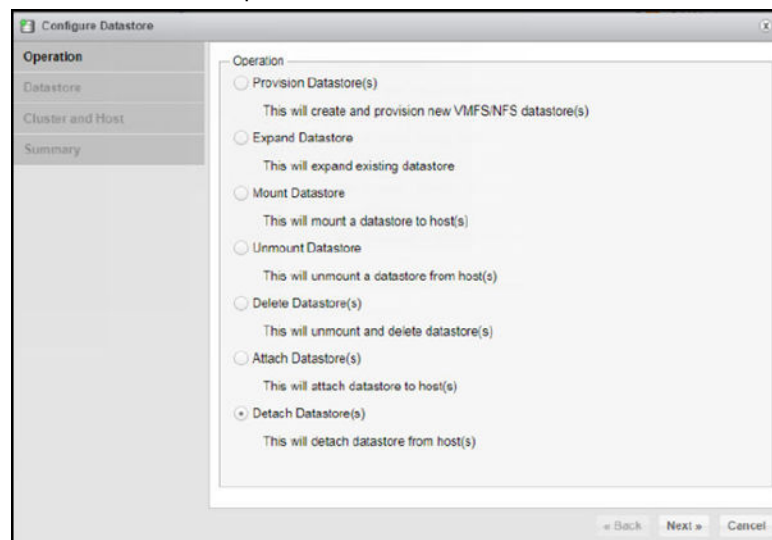 Configure Datastore
Operation
Datastore
Cluster and Host
Summary
Operation
Provision Datastore(s)
This will create and provision new VMFS/NFS datastore(s)
Expand Datastore
This will expand existing datastore
Mount Datastore
This will mount a datastore to host(s)
Unmount Datastore
This will unmount a datastore from host(s)
Delete Datastore(s)
This will unmount and delete datastore(s)
Attach Datastore(s)
This will attach datastore to host(s)
Detach Datastore(s)
This will detach datastore from host(s)
« Back Next » Cancel